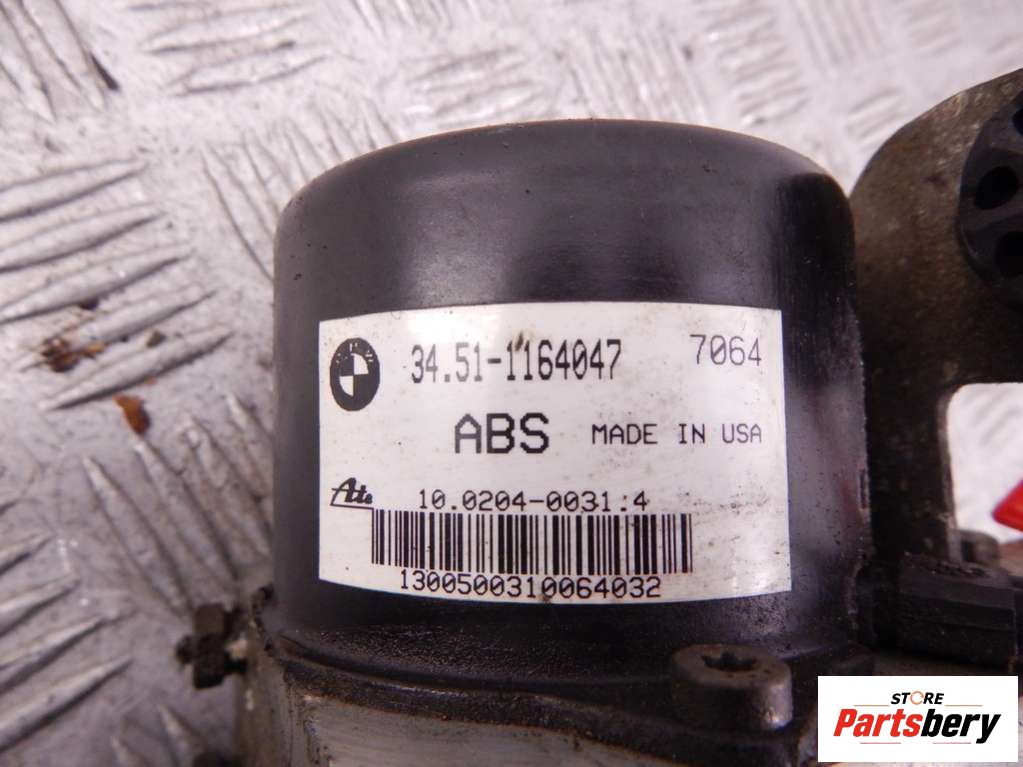 34.51-1164047 7064
ABS MADE IN USA
Ate 10.0204-0031.4
1300500310064032
STORE
Partsbery